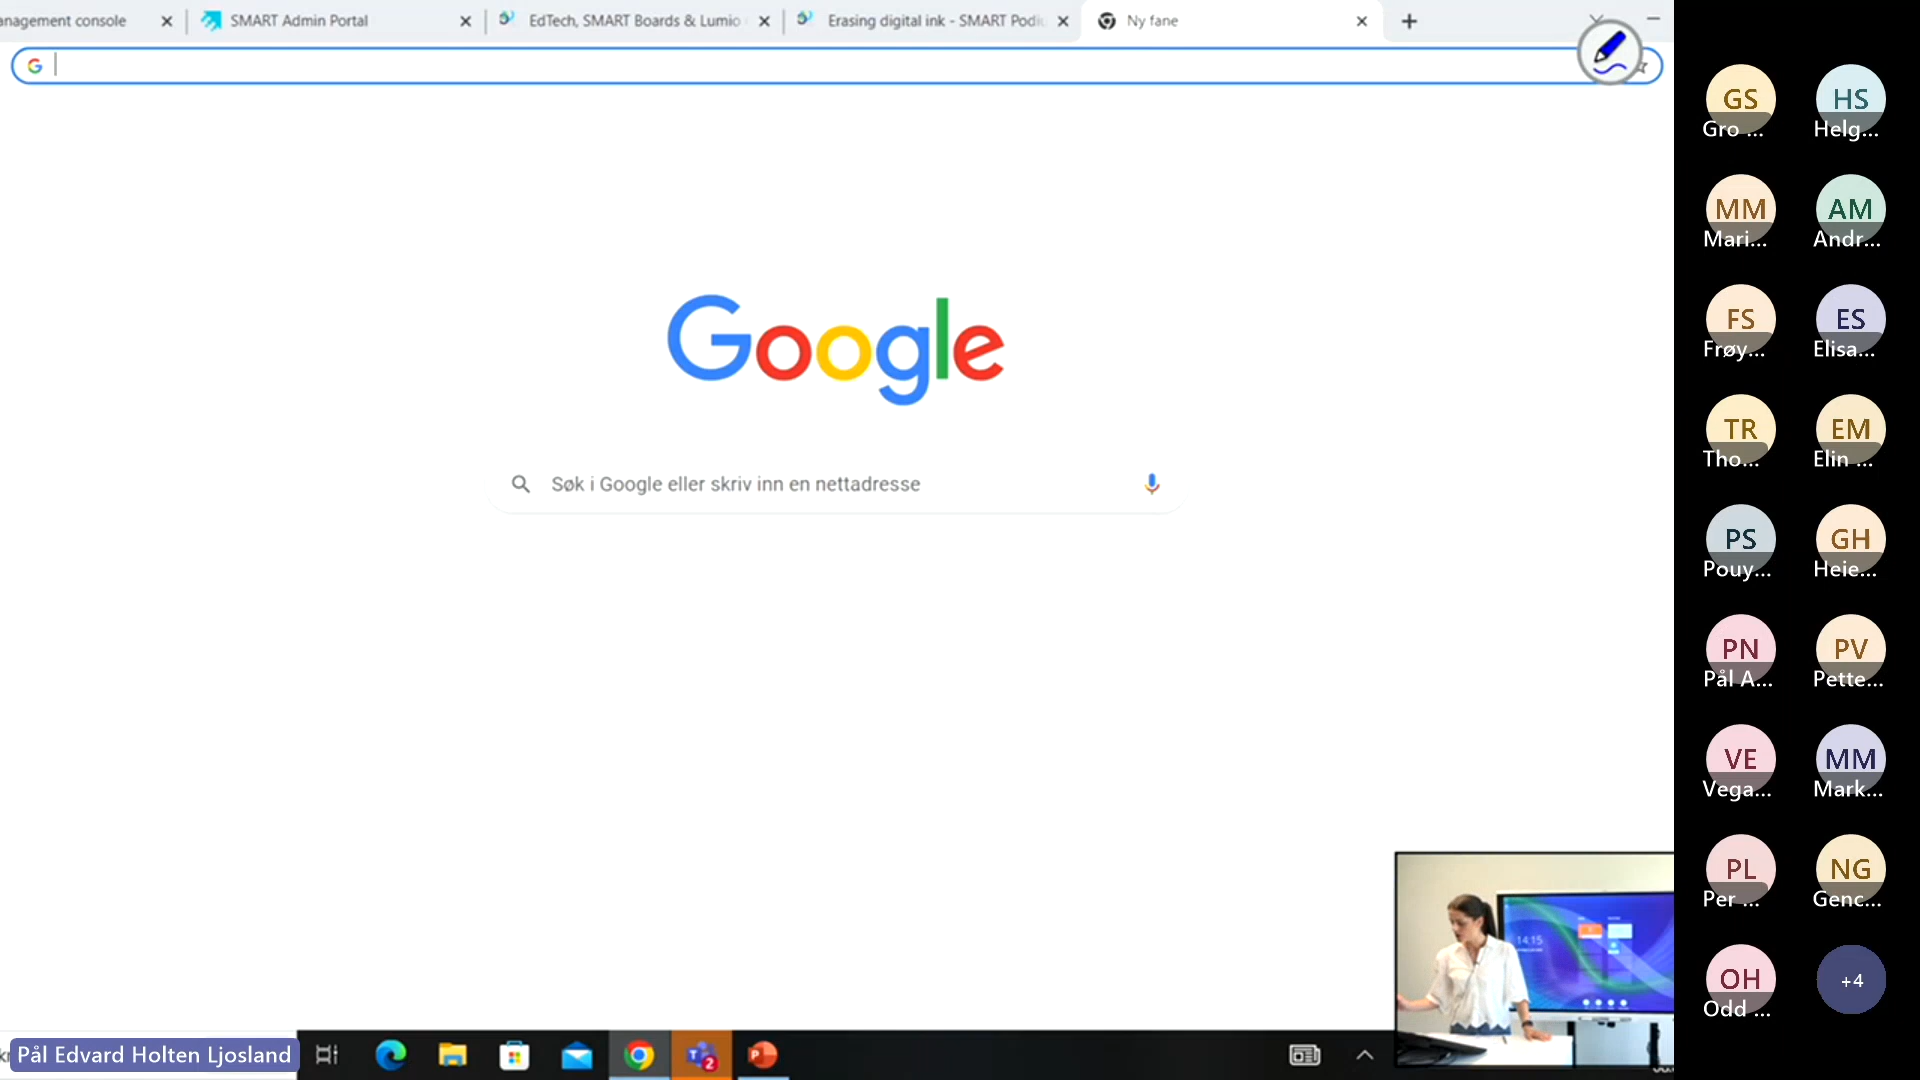 nagement console
SMART Admin Portal
EdTech, SMART Boards & Lumio
Erasing digital ink - SMART Podi
Ny fane
G
Google
Søk i Google eller skriv inn en nettadresse
14:15
Pål Edvard Holten Ljosland
2
GS
Gro ...
HS
Helg...
MM
Mari...
AM
Andr...
FS
Frøy...
ES
Elisa...
TR
Tho...
EM
Elin ...
PS
Pouy...
GH
Heie...
PN
Pål A...
PV
Pette...
VE
Vega...
MM
Mark...
PL
Per ...
NG
Genc...
OH
Odd ...
+4